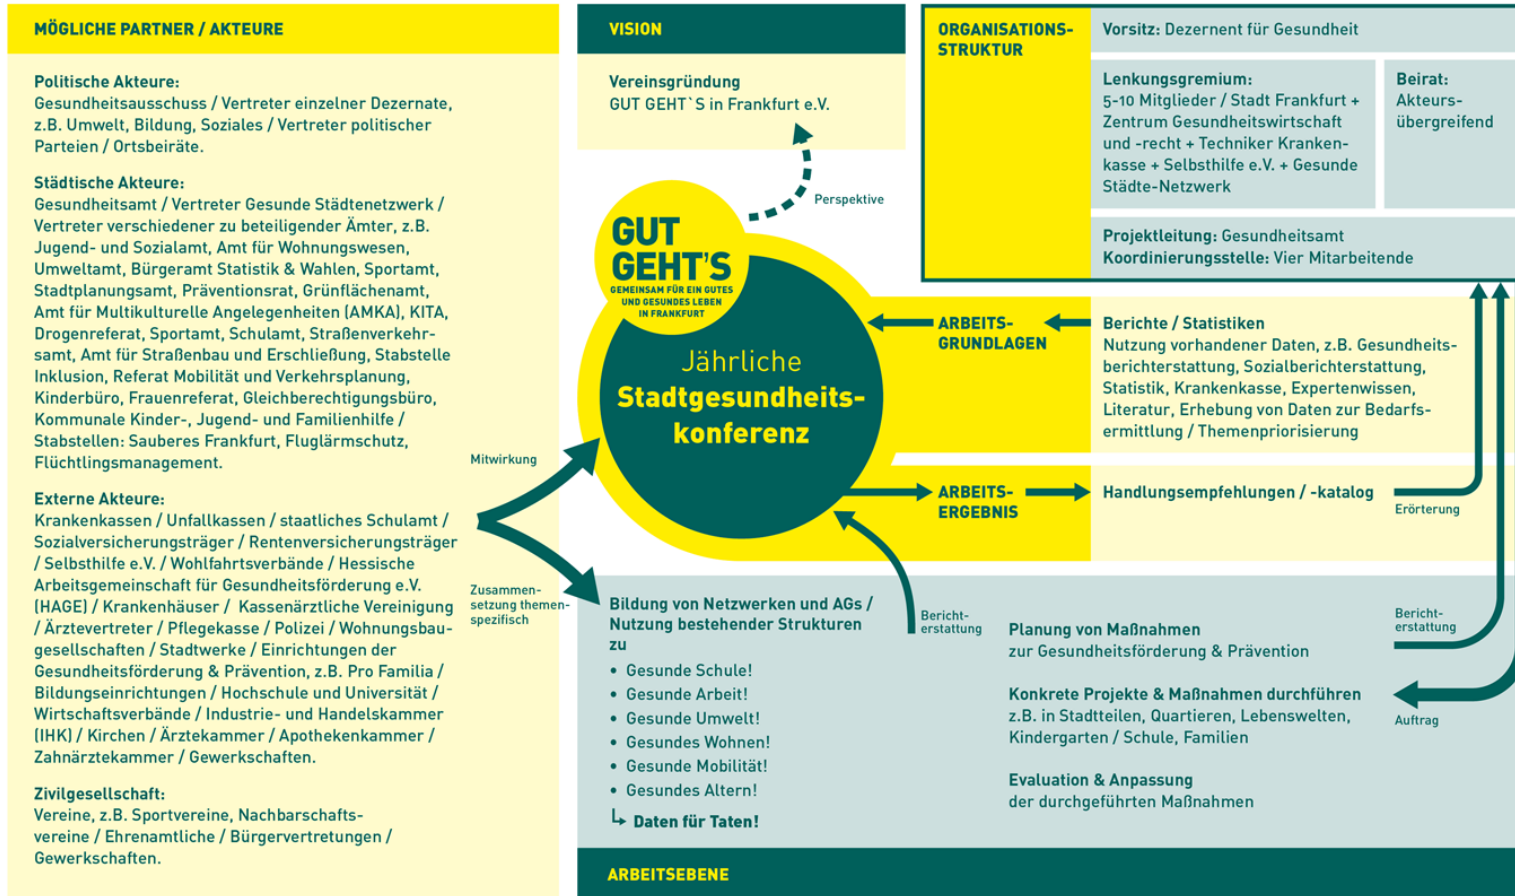 MÖGLICHE PARTNER / AKTEURE
Politische Akteure:
Gesundheitsausschuss / Vertreter einzelner Dezernate,
z.B. Umwelt, Bildung, Soziales / Vertreter politischer
Parteien / Ortsbeiräte.
Städtische Akteure:
Gesundheitsamt / Vertreter Gesunde Städtenetzwerk /
Vertreter verschiedener zu beteiligender Ämter, z.B.
Jugend- und Sozialamt, Amt für Wohnungswesen,
Umweltamt, Bürgeramt Statistik & Wahlen, Sportamt,
Stadtplanungsamt, Präventionsrat, Grünflächenamt,
Amt für Multikulturelle Angelegenheiten (AMKA), KITA,
Drogenreferat, Sportamt, Schulamt, Straßenverkehr-
samt, Amt für Straßenbau und Erschließung, Stabstelle
Inklusion, Referat Mobilität und Verkehrsplanung,
Kinderbüro, Frauenreferat, Gleichberechtigungsbüro,
Kommunale Kinder-, Jugend- und Familienhilfe /
Stabstellen: Sauberes Frankfurt, Fluglärmschutz,
Flüchtlingsmanagement.
Externe Akteure:
Krankenkassen / Unfallkassen / staatliches Schulamt /
Sozialversicherungsträger / Rentenversicherungsträger
/ Selbsthilfe e.V. / Wohlfahrtsverbände / Hessische
Arbeitsgemeinschaft für Gesundheitsförderung e.V.
(HAGE) / Krankenhäuser / Kassenärztliche Vereinigung
/ Ärztevertreter / Pflegekasse / Polizei / Wohnungsbau-
gesellschaften / Stadtwerke / Einrichtungen der
Gesundheitsförderung & Prävention, z.B. Pro Familia /
Bildungseinrichtungen / Hochschule und Universität /
Wirtschaftsverbände / Industrie- und Handelskammer
(IHK) / Kirchen / Ärztekammer / Apothekenkammer /
Zahnärztekammer / Gewerkschaften.
Zivilgesellschaft:
Vereine, z.B. Sportvereine, Nachbarschafts-
vereine / Ehrenamtliche / Bürgervertretungen /
Gewerkschaften.
Mitwirkung
Zusammen-
setzung themen-
spezifisch
VISION
Vereinsgründung
GUT GEHT`S in Frankfurt e.V.
Perspektive
GUT
GEHT'S
GEMEINSAM FÜR EIN GUTES
UND GESUNDES LEBEN
IN FRANKFURT
Jährliche
Stadtgesundheits-
konferenz
ORGANISATIONS-
STRUKTUR
Vorsitz: Dezernent für Gesundheit
Lenkungsgremium:
5-10 Mitglieder / Stadt Frankfurt +
Zentrum Gesundheitswirtschaft
und -recht + Techniker Kranken-
kasse + Selbsthilfe e.V. + Gesunde
Städte-Netzwerk
Beirat:
Akteurs-
übergreifend
Projektleitung: Gesundheitsamt
Koordinierungsstelle: Vier Mitarbeitende
ARBEITS-
GRUNDLAGEN
Berichte / Statistiken
Nutzung vorhandener Daten, z.B. Gesundheits-
berichterstattung, Sozialberichterstattung,
Statistik, Krankenkasse, Expertenwissen,
Literatur, Erhebung von Daten zur Bedarfs-
ermittlung / Themenpriorisierung
ARBEITS-
ERGEBNIS
Handlungsempfehlungen / -katalog
Erörterung
Bildung von Netzwerken und AGs /
Nutzung bestehender Strukturen
zu
• Gesunde Schule!
• Gesunde Arbeit!
• Gesunde Umwelt!
• Gesundes Wohnen!
• Gesunde Mobilität!
• Gesundes Altern!
Daten für Taten!
Bericht-
erstattung
Planung von Maßnahmen
zur Gesundheitsförderung & Prävention
Konkrete Projekte & Maßnahmen durchführen
z.B. in Stadtteilen, Quartieren, Lebenswelten,
Kindergarten / Schule, Familien
Evaluation & Anpassung
der durchgeführten Maßnahmen
Bericht-
erstattung
Auftrag
ARBEITSEBENE